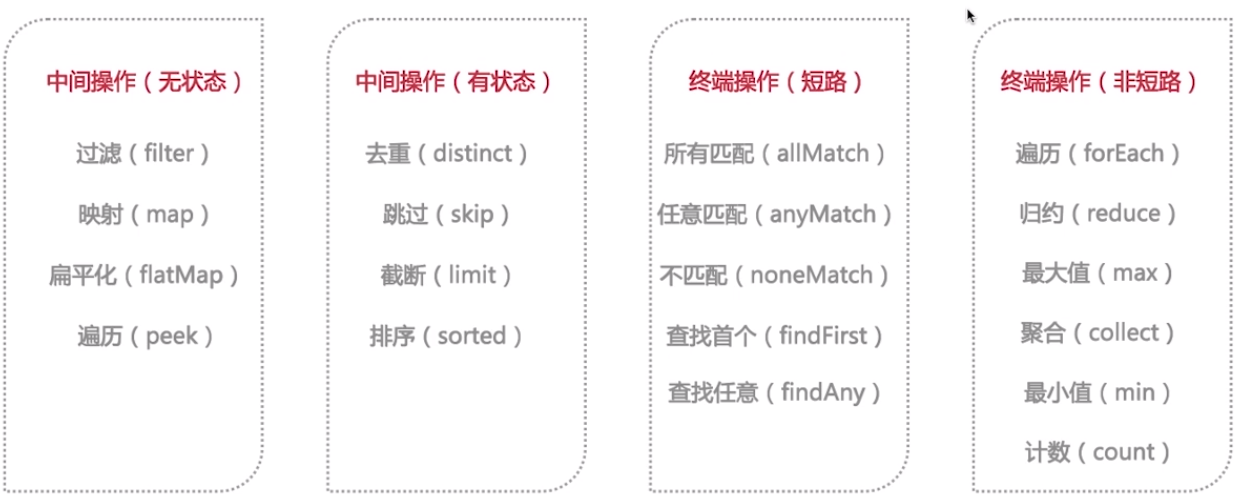 中间操作（无状态）
过滤（filter）
映射（map）
扁平化（flatMap）
遍历（peek）
中间操作（有状态）
去重（distinct）
跳过（skip）
截断（limit）
排序（sorted）
终端操作（短路）
所有匹配（allMatch）
任意匹配（anyMatch）
不匹配（noneMatch）
查找首个（findFirst）
查找任意（findAny）
终端操作（非短路）
遍历（forEach）
归约（reduce）
最大值（max）
聚合（collect）
最小值（min）
计数（count）